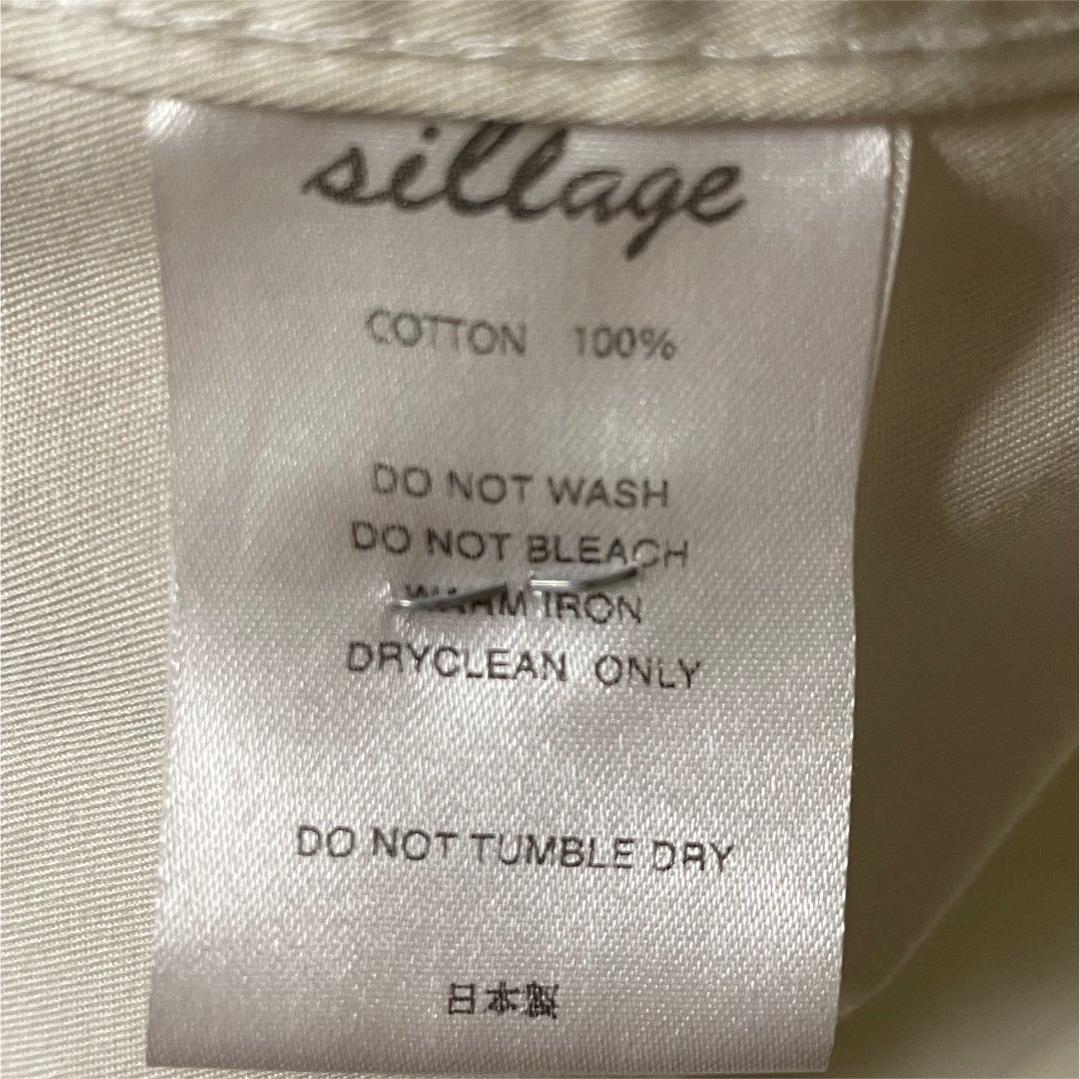 sillage
COTTON 100%
DO NOT WASH
DO NOT BLEACH
WARM IRON
DRYCLEAN ONLY
DO NOT TUMBLE DRY
日本製